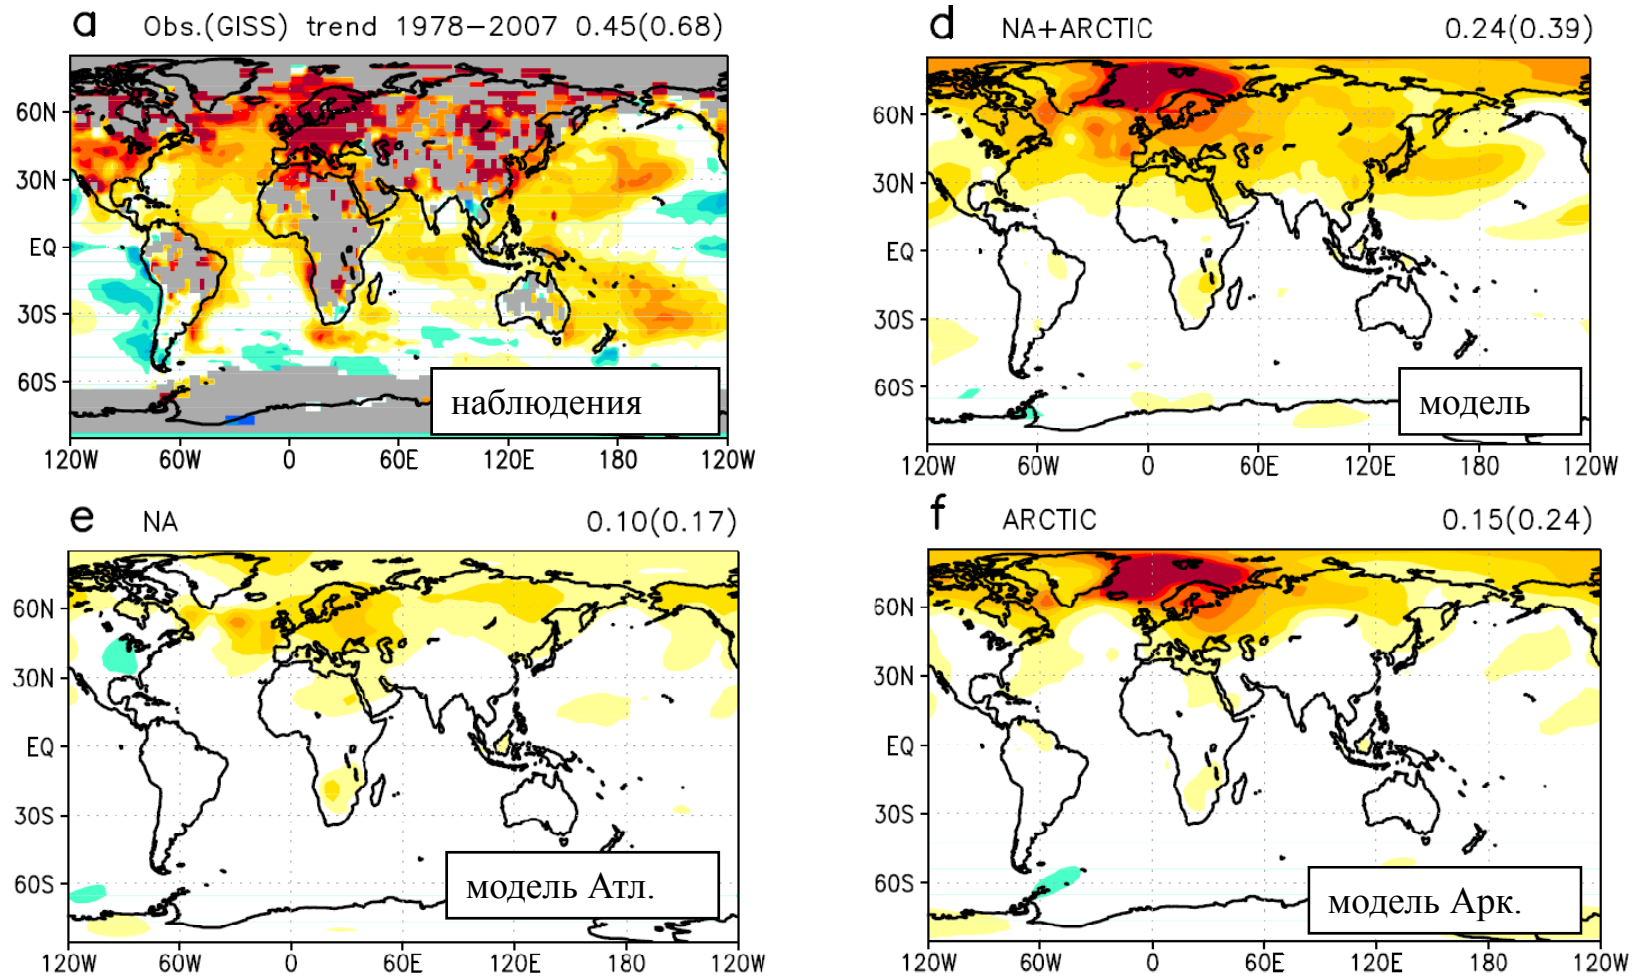 a Obs.(GISS) trend 1978-2007 0.45(0.68)
60N
30N
EQ
30S
60S
наблюдения
120W 60W 0 60E 120E 180 120W
d NA+ARCTIC 0.24(0.39)
60N
30N
EQ
30S
60S
модель
120W 60W 0 60E 120E 180 120W
e NA 0.10(0.17)
60N
30N
EQ
30S
60S
модель Атл.
120W 60W 0 60E 120E 180 120W
f ARCTIC 0.15(0.24)
60N
30N
EQ
30S
60S
модель Арк.
120W 60W 0 60E 120E 180 120W